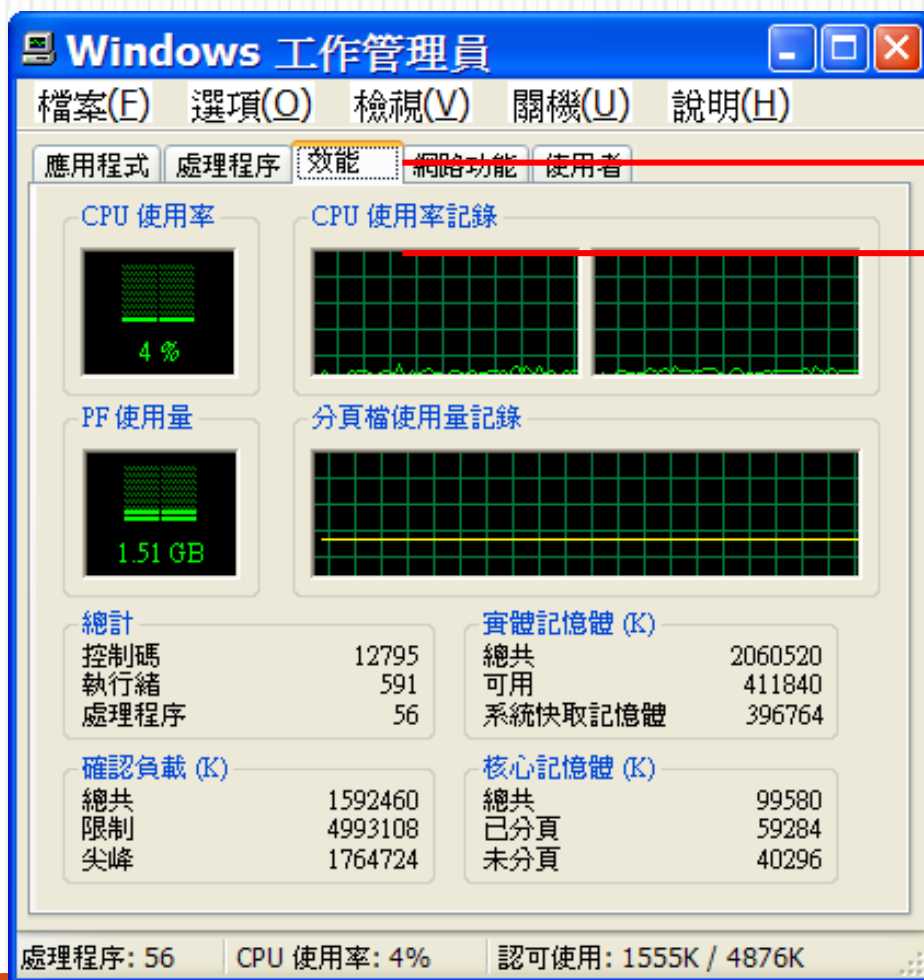 Windows 工作管理員
檔案(F) 選項(O) 檢視(V) 關機(U) 說明(H)
應用程式 處理程序 效能 網路功能 使用者
CPU 使用率 CPU 使用率記錄
4 %
PF 使用量 分頁檔使用量記錄
1.51 GB
總計 實體記憶體 (K)
控制碼 12795 總共 2060520
執行緒 591 可用 411840
處理程序 56 系統快取記憶體 396764
確認負載 (K) 核心記憶體 (K)
總共 1592460 總共 99580
限制 4993108 已分頁 59284
尖峰 1764724 未分頁 40296
處理程序: 56 CPU 使用率: 4% 認可使用: 1555K / 4876K